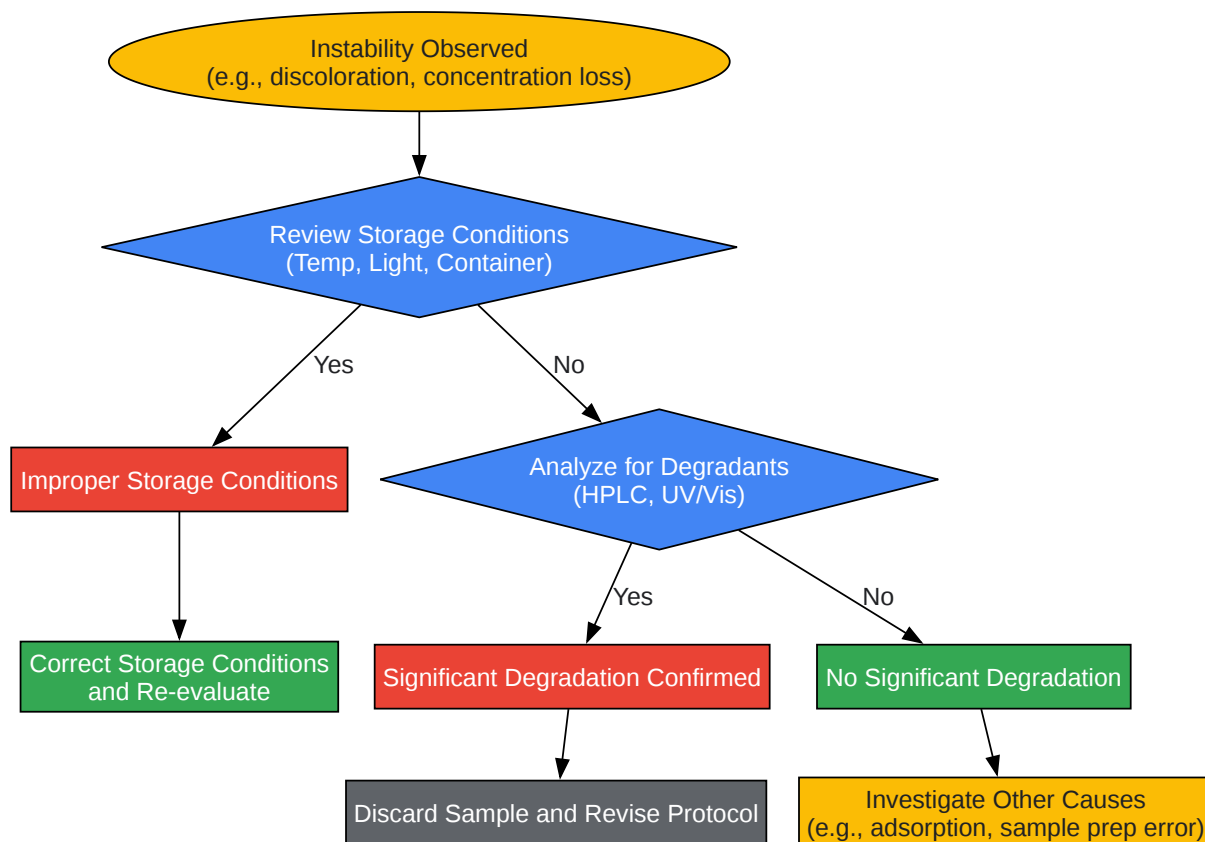 Instability Observed
(e.g., discoloration, concentration loss)
Review Storage Conditions
(Temp, Light, Container)
Yes
No
Improper Storage Conditions
Analyze for Degradants
(HPLC, UV/Vis)
Yes
No
Correct Storage Conditions
and Re-evaluate
Significant Degradation Confirmed
No Significant Degradation
Discard Sample and Revise Protocol
Investigate Other Causes
(e.g., adsorption, sample prep error)